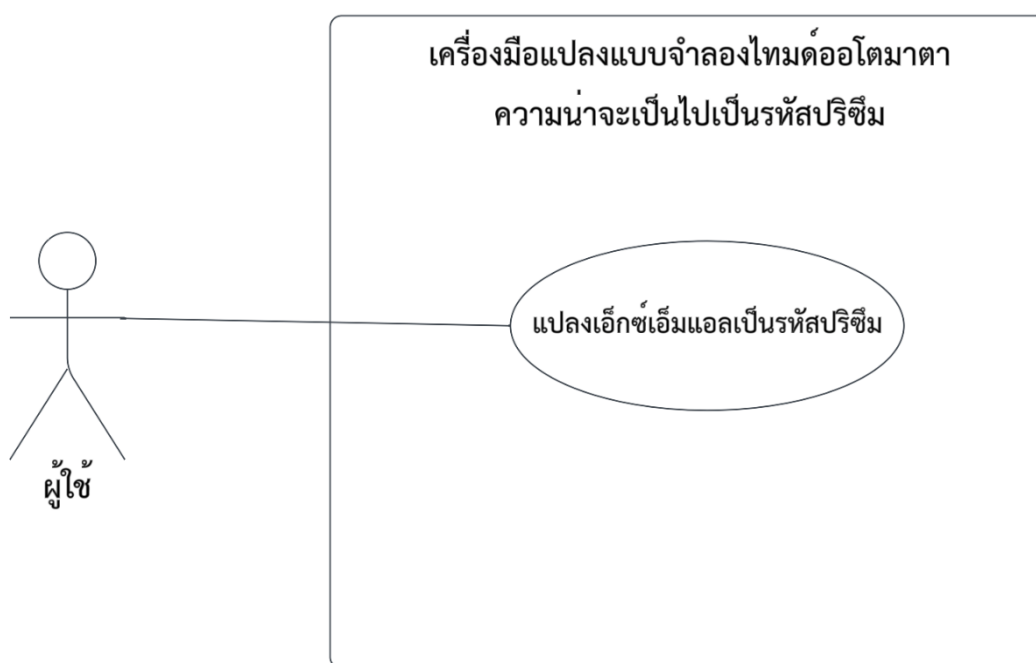 เครื่องมือแปลงแบบจำลองไทมด์ออโตมาตา
ความน่าจะเป็นไปเป็นรหัสปริซึม
แปลงเอ็กซ์เอ็มแอลเป็นรหัสปริซึม
ผู้ใช้